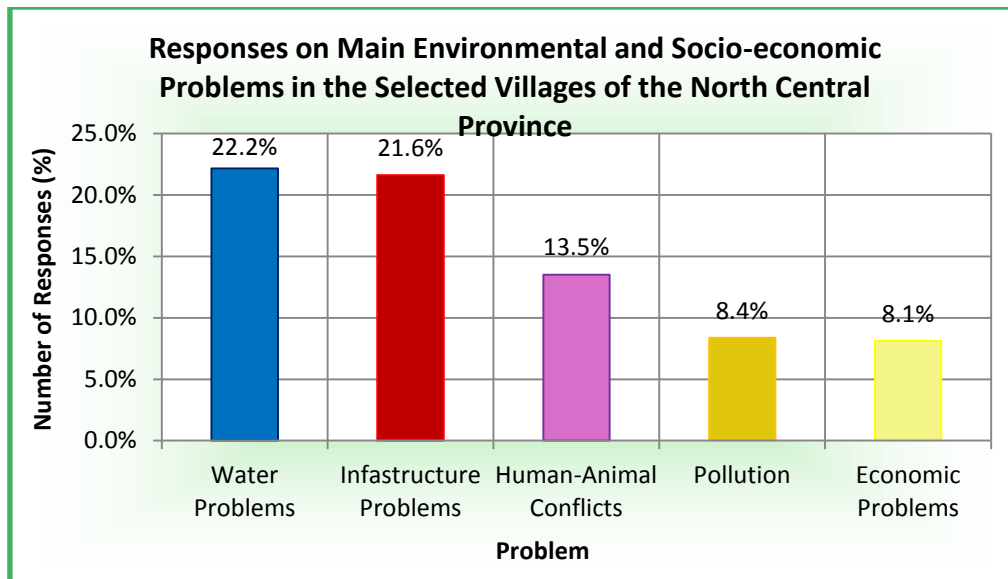 Responses on Main Environmental and Socio-economic
Problems in the Selected Villages of the North Central
Province
Number of Responses (%)
25.0%
20.0%
15.0%
10.0%
5.0%
0.0%
22.2%
21.6%
13.5%
8.4%
8.1%
Water
Problems
Infastructure
Problems
Human-Animal
Conflicts
Pollution
Economic
Problems
Problem